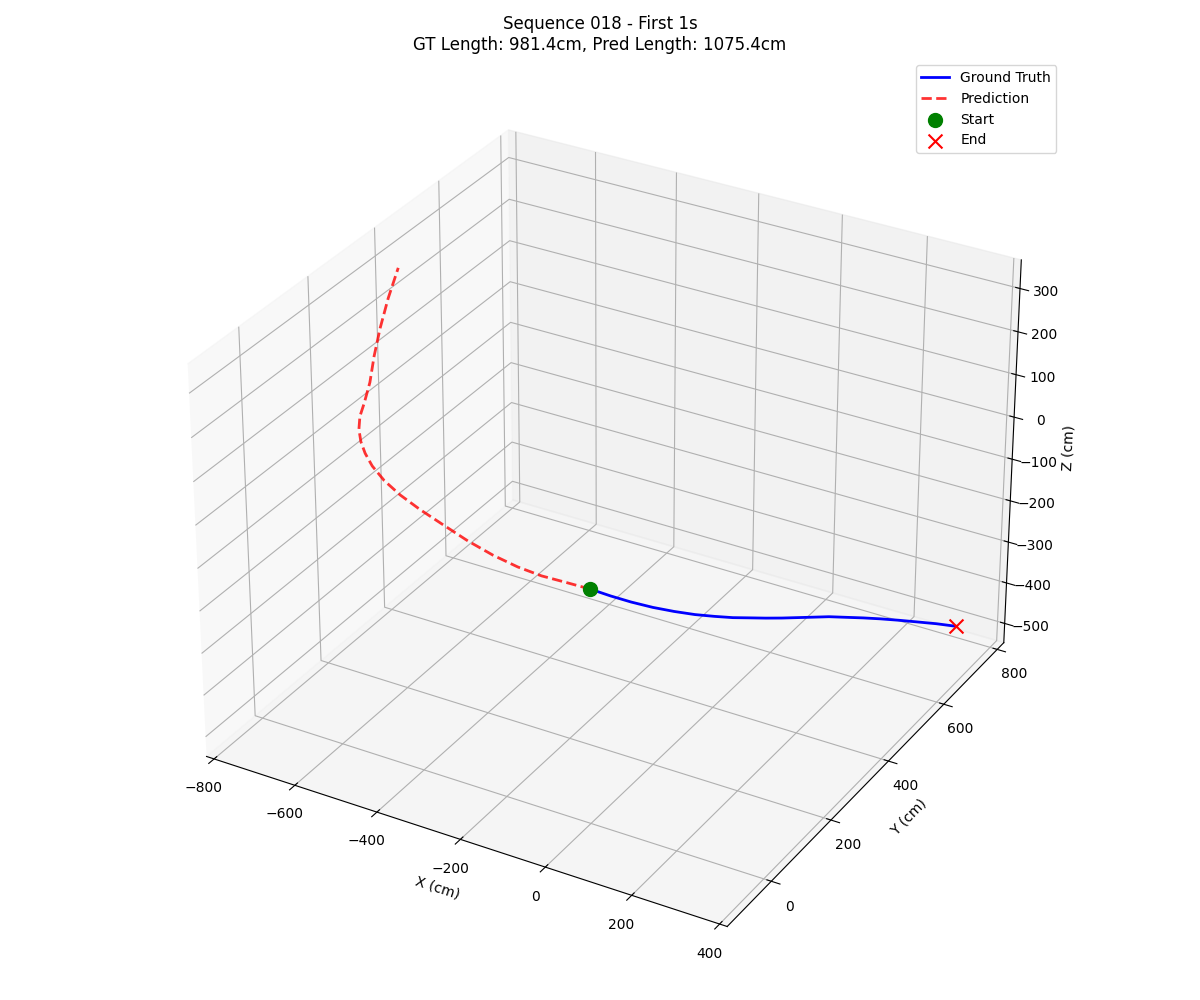 Sequence 018 - First 1s
GT Length: 981.4cm, Pred Length: 1075.4cm
Ground Truth
Prediction
Start
End
300
200
100
0
−100
−200
−300
−400
−500
Z (cm)
800
600
400
200
0
Y (cm)
−800
−600
−400
−200
0
200
400
X (cm)